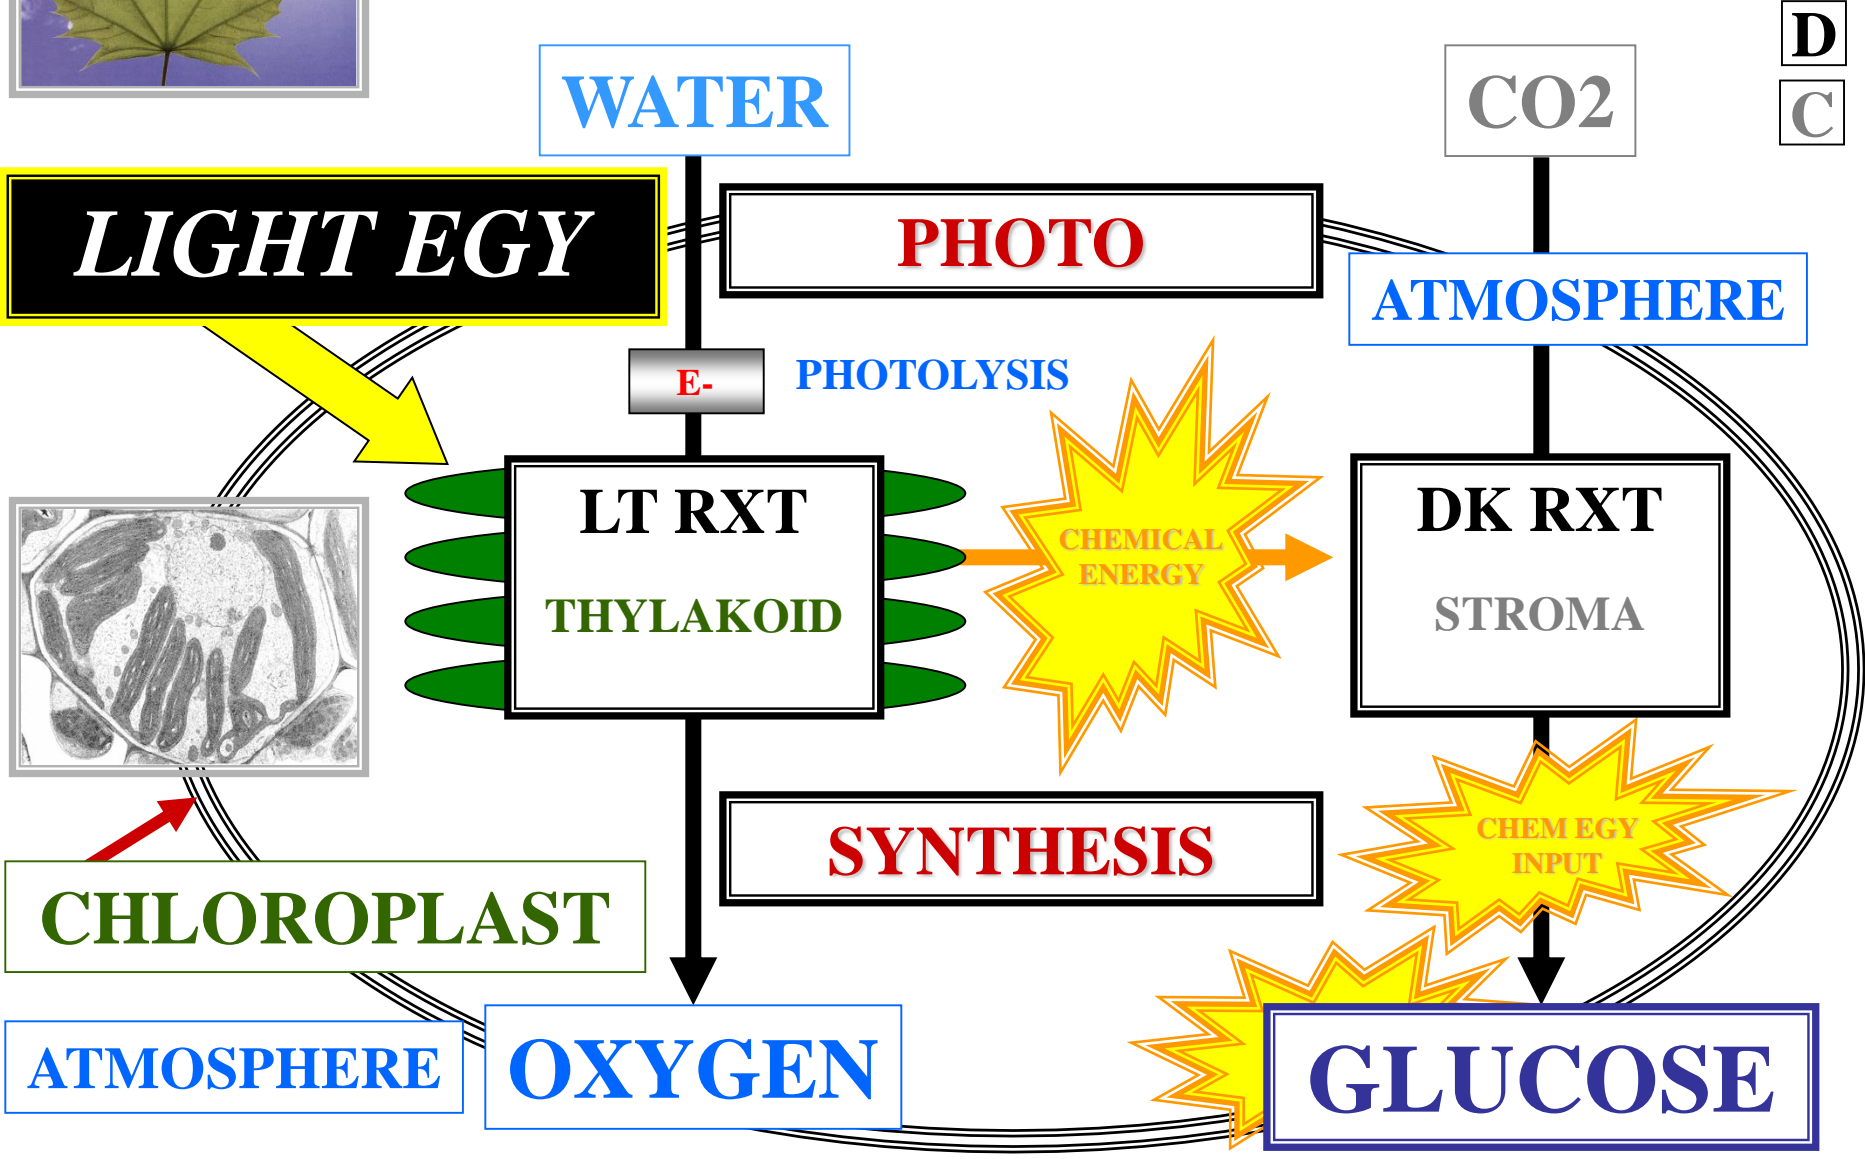 D
WATER
CO2
C
LIGHT EGY
PHOTO
ATMOSPHERE
E-
PHOTOLYSIS
LT RXT
THYLAKOID
CHEMICAL
ENERGY
DK RXT
STROMA
SYNTHESIS
CHEM EGY
INPUT
CHLOROPLAST
ATMOSPHERE
OXYGEN
GLUCOSE